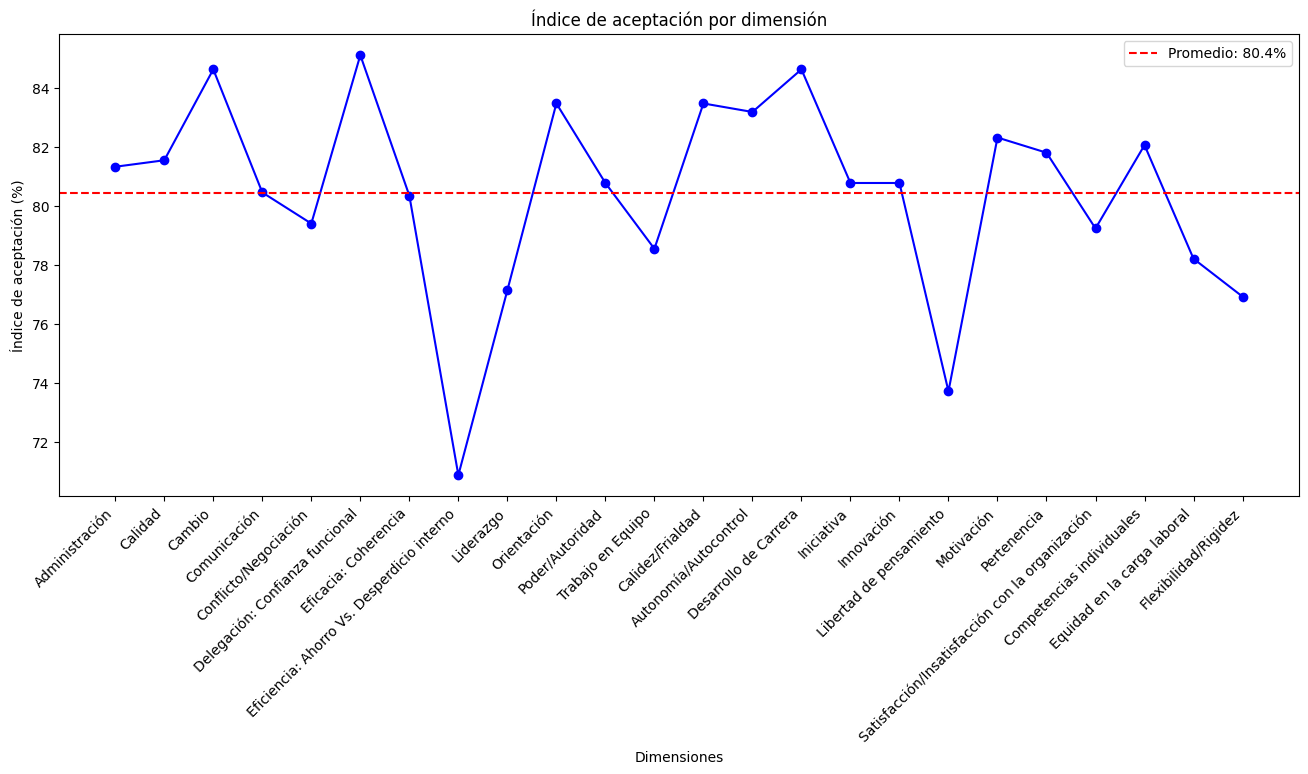 Índice de aceptación por dimensión
Promedio: 80.4%
Índice de aceptación (%)
84
82
80
78
76
74
72
Administración
Calidad
Cambio
Comunicación
Conflicto/Negociación
Delegación: Confianza funcional
Eficacia: Coherencia
Eficiencia: Ahorro Vs. Desperdicio interno
Liderazgo
Orientación
Poder/Autoridad
Trabajo en Equipo
Calidez/Frialdad
Autonomía/Autocontrol
Desarrollo de Carrera
Iniciativa
Innovación
Libertad de pensamiento
Motivación
Pertenencia
Satisfacción/Insatisfacción con la organización
Competencias individuales
Equidad en la carga laboral
Flexibilidad/Rigidez
Dimensiones